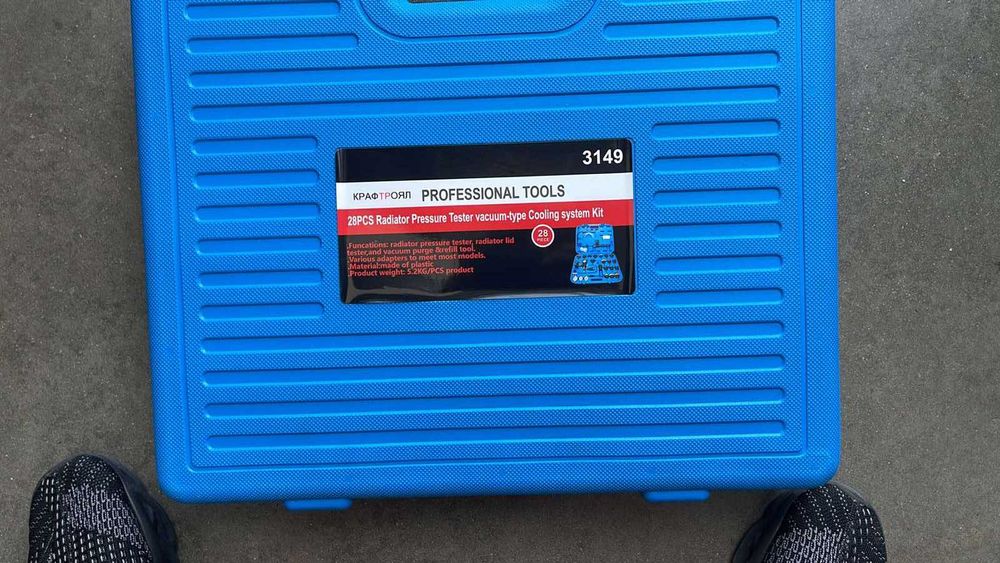 3149
КРАФТРОЯЛ PROFESSIONAL TOOLS
28PCS Radiator Pressure Tester vacuum-type Cooling system Kit
.Funcations: radiator pressure tester, radiator lid
tester,and vacuum purge &refill tool.
.Various adapters to meet most models.
.Material:made of plastic
.Product weight: 5.2KG/PCS product
28
PIECE